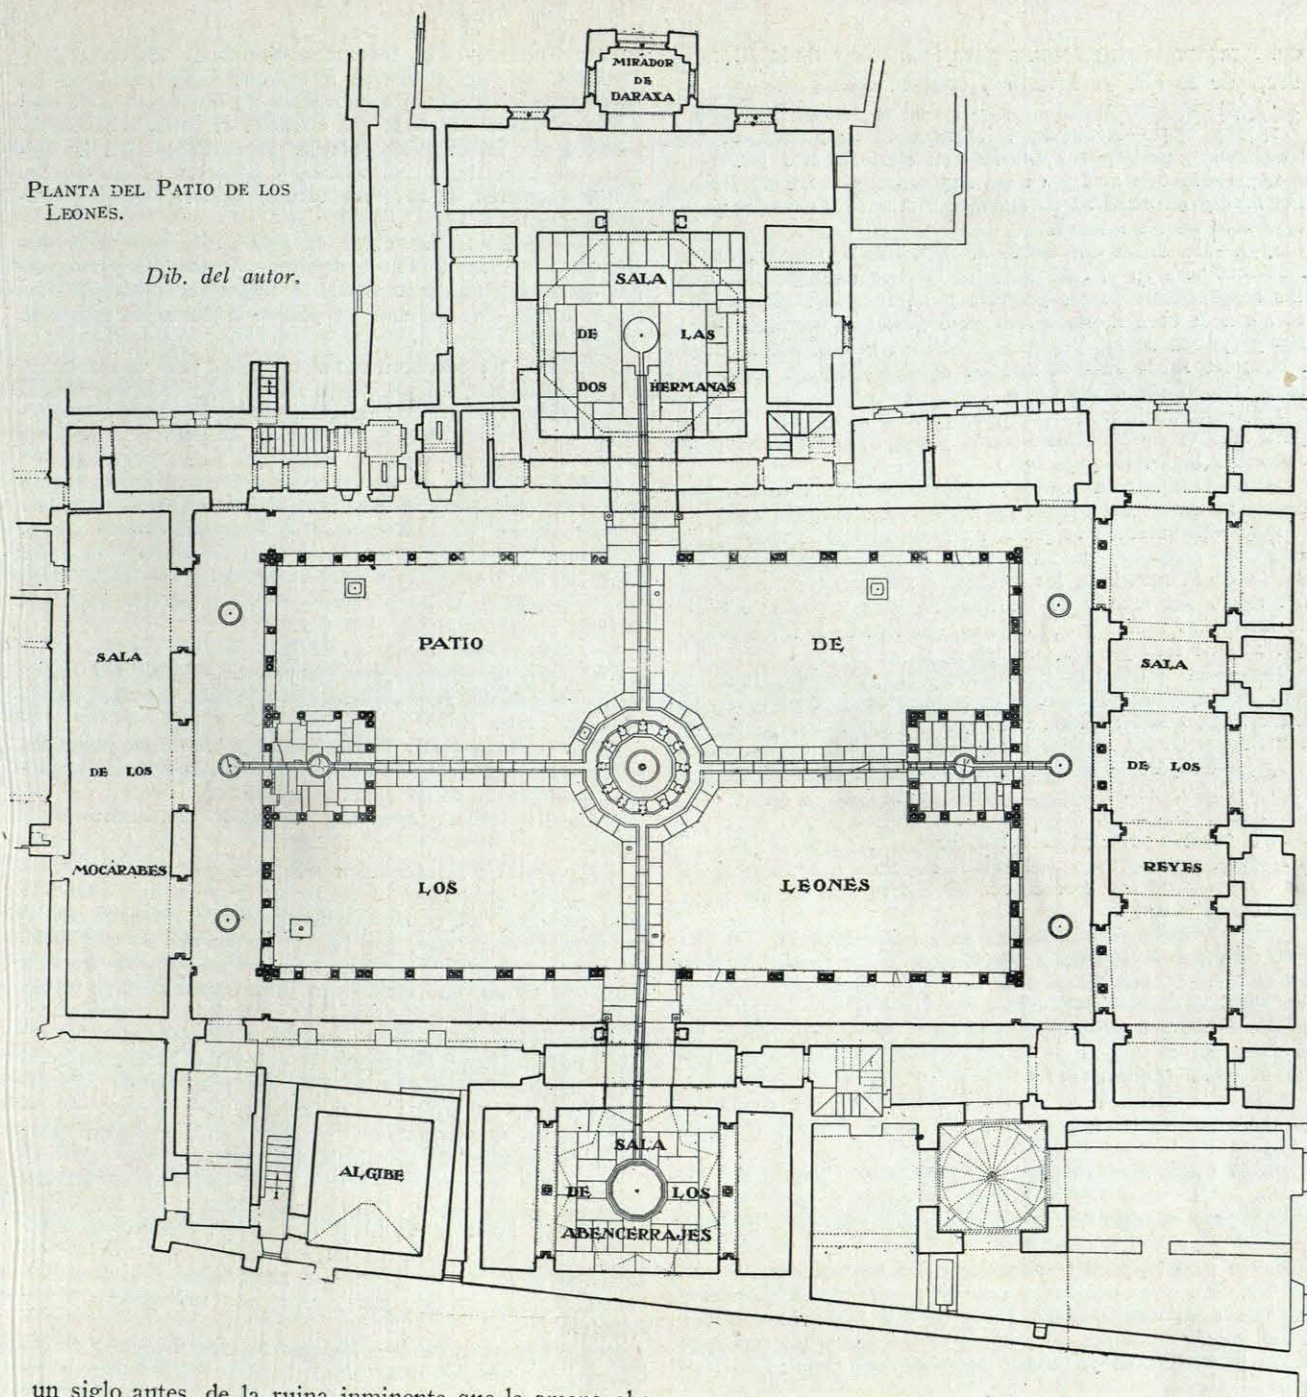 MIRADOR
DE
DARAXA
PLANTA DEL PATIO DE LOS
LEONES.
Dib. del autor.
SALA
DE LAS
DOS HERMANAS
PATIO DE
SALA
SALA
DE LOS
DE LOS
MOCÁRABES
REYES
LOS LEONES
SALA
DE LOS
ABENCERRAJES
ALGIBE
un siglo antes, de la ruina inminente que le amenazaba